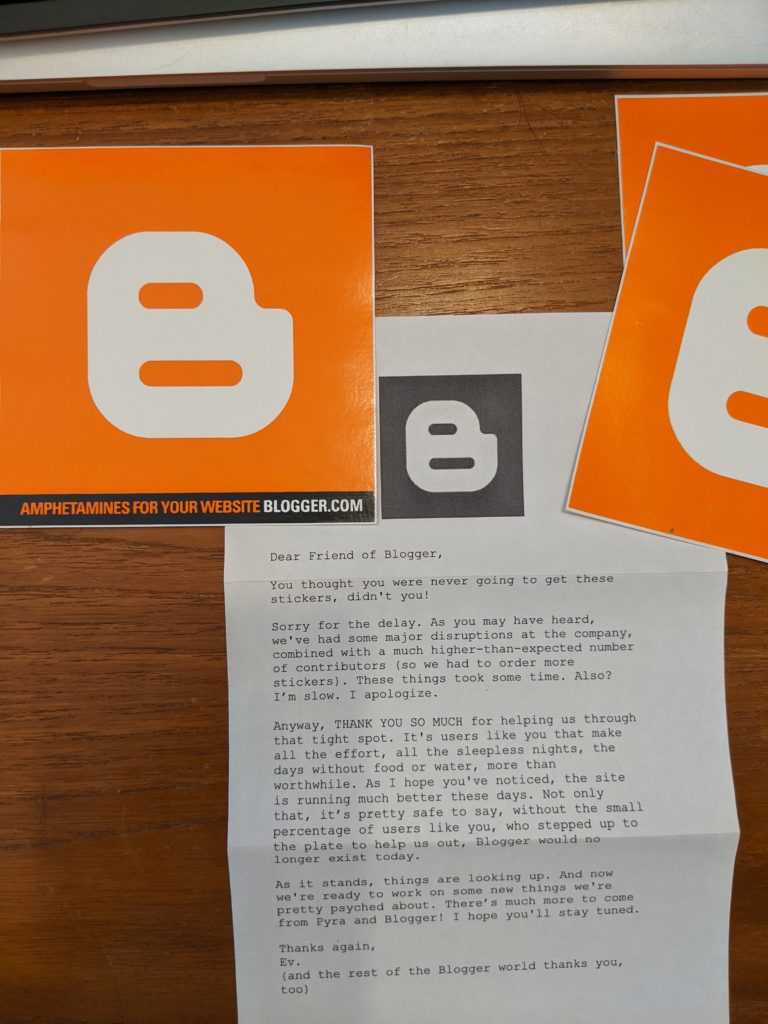 AMPHETAMINES FOR YOUR WEBSITE BLOGGER.COM
Dear Friend of Blogger,
You thought you were never going to get these
stickers, didn't you!
Sorry for the delay. As you may have heard,
we've had some major disruptions at the company,
combined with a much higher-than-expected number
of contributors (so we had to order more
stickers). These things took some time. Also?
I'm slow. I apologize.
Anyway, THANK YOU SO MUCH for helping us through
that tight spot. It's users like you that make
all the effort, all the sleepless nights, the
days without food or water, more than
worthwhile. As I hope you've noticed, the site
is running much better these days. Not only
that, it's pretty safe to say, without the small
percentage of users like you, who stepped up to
the plate to help us out, Blogger would no
longer exist today.
As it stands, things are looking up. And now
we're ready to work on some new things we're
pretty psyched about. There's much more to come
from Pyra and Blogger! I hope you'll stay tuned.
Thanks again,
Ev.
(and the rest of the Blogger world thanks you,
too)